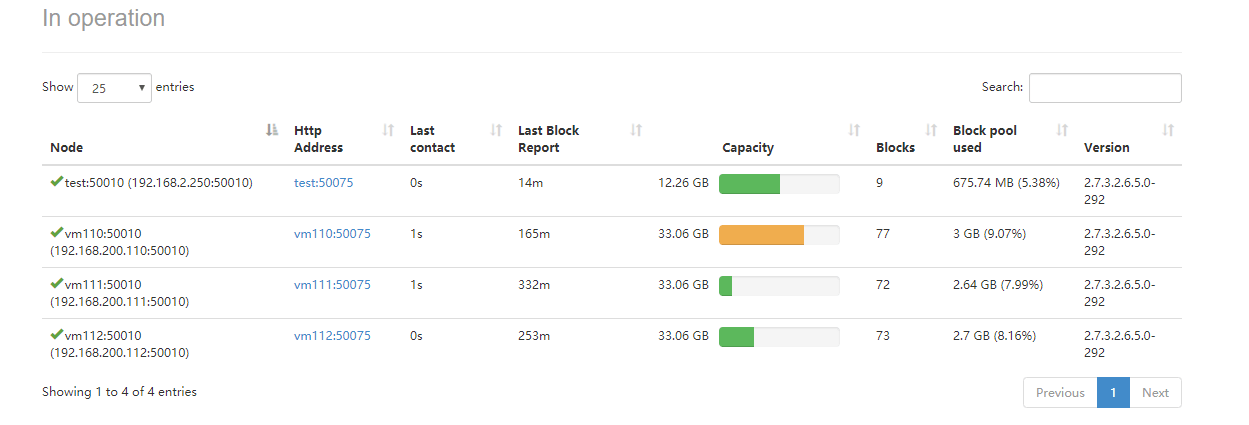 In operation
Show 25 entries Search:
Node Http Address Last contact Last Block Report Capacity Blocks Block pool used Version
test:50010 (192.168.2.250:50010) test:50075 0s 14m 12.26 GB 9 675.74 MB (5.38%) 2.7.3.2.6.5.0-292
vm110:50010 (192.168.200.110:50010) vm110:50075 1s 165m 33.06 GB 77 3 GB (9.07%) 2.7.3.2.6.5.0-292
vm111:50010 (192.168.200.111:50010) vm111:50075 1s 332m 33.06 GB 72 2.64 GB (7.99%) 2.7.3.2.6.5.0-292
vm112:50010 (192.168.200.112:50010) vm112:50075 0s 253m 33.06 GB 73 2.7 GB (8.16%) 2.7.3.2.6.5.0-292
Showing 1 to 4 of 4 entries Previous 1 Next